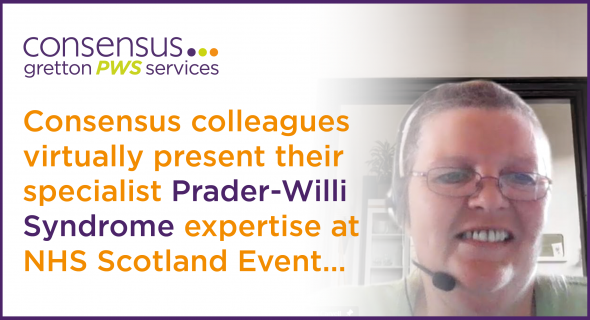 consensus...
gretton PWS services
Consensus colleagues
virtually present their
specialist Prader-Willi
Syndrome expertise at
NHS Scotland Event...